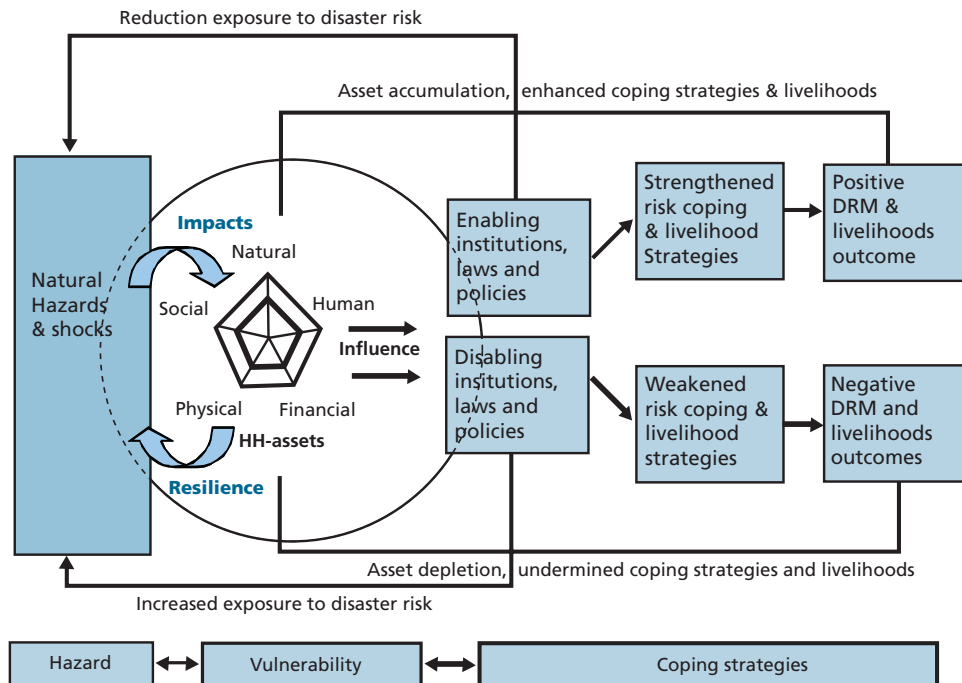 Reduction exposure to disaster risk
Asset accumulation, enhanced coping strategies & livelihoods
Natural
Hazards
& shocks
Impacts
Natural
Social
Human
Physical
Financial
HH-assets
Resilience
Influence
Enabling
institutions,
laws and
policies
Strengthened
risk coping
& livelihood
Strategies
Positive
DRM &
livelihoods
outcome
Disabling
institutions,
laws and
policies
Weakened
risk coping &
livelihood
strategies
Negative
DRM and
livelihoods
outcomes
Asset depletion, undermined coping strategies and livelihoods
Increased exposure to disaster risk
Hazard
Vulnerability
Coping strategies